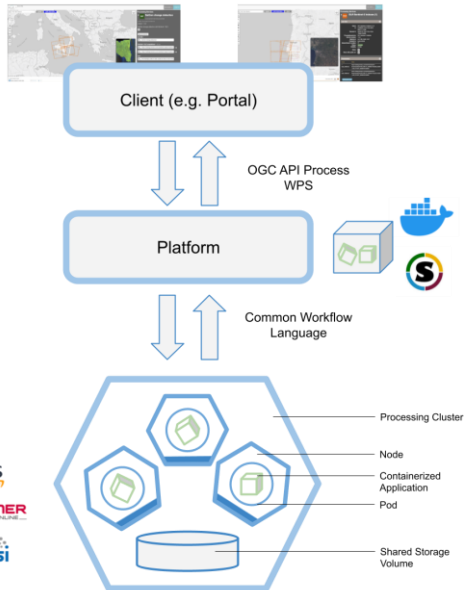 Client (e.g. Portal)
OGC API Process
WPS
Platform
S
Common Workflow
Language
Processing Cluster
Node
Containerized
Application
Pod
Shared Storage
Volume